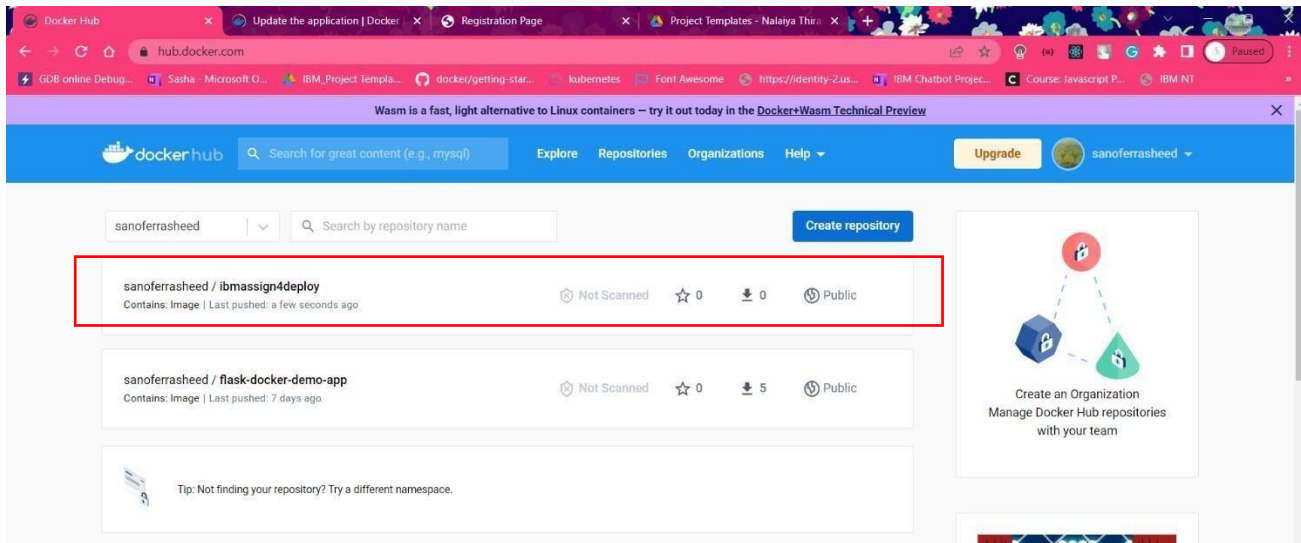 Docker Hub
Update the application | Docker
Registration Page
Project Templates - Nalaiya Thira
hub.docker.com
Paused
GDB online Debug...
Sasha - Microsoft O...
IBM_Project Templa...
docker/getting-star...
kubernetes
Font Awesome
https://identity-2.us...
IBM Chatbot Projec...
Course: Javascript P...
IBM NT
Wasm is a fast, light alternative to Linux containers — try it out today in the Docker+Wasm Technical Preview
dockerhub
Search for great content (e.g., mysql)
Explore
Repositories
Organizations
Help
Upgrade
sanoferrasheed
sanoferrasheed
Search by repository name
Create repository
sanoferrasheed / ibmassign4deploy
Contains: Image | Last pushed: a few seconds ago
Not Scanned
0
0
Public
sanoferrasheed / flask-docker-demo-app
Contains: Image | Last pushed: 7 days ago
Not Scanned
0
5
Public
Create an Organization
Manage Docker Hub repositories
with your team
Tip: Not finding your repository? Try a different namespace.